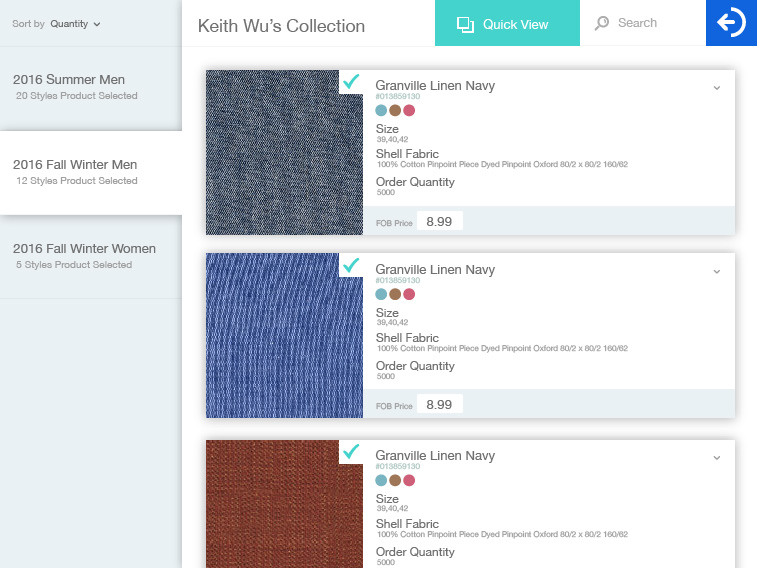 Sort by Quantity
Keith Wu's Collection
Quick View
Search
2016 Summer Men
20 Styles Product Selected
2016 Fall Winter Men
12 Styles Product Selected
2016 Fall Winter Women
5 Styles Product Selected
Granville Linen Navy
#013859130
Size
39,40,42
Shell Fabric
100% Cotton Pinpoint Piece Dyed Pinpoint Oxford 80/2 x 80/2 160/62
Order Quantity
5000
FOB Price 8.99
Granville Linen Navy
#013859130
Size
39,40,42
Shell Fabric
100% Cotton Pinpoint Piece Dyed Pinpoint Oxford 80/2 x 80/2 160/62
Order Quantity
5000
FOB Price 8.99
Granville Linen Navy
#013859130
Size
39,40,42
Shell Fabric
100% Cotton Pinpoint Piece Dyed Pinpoint Oxford 80/2 x 80/2 160/62
Order Quantity
5000